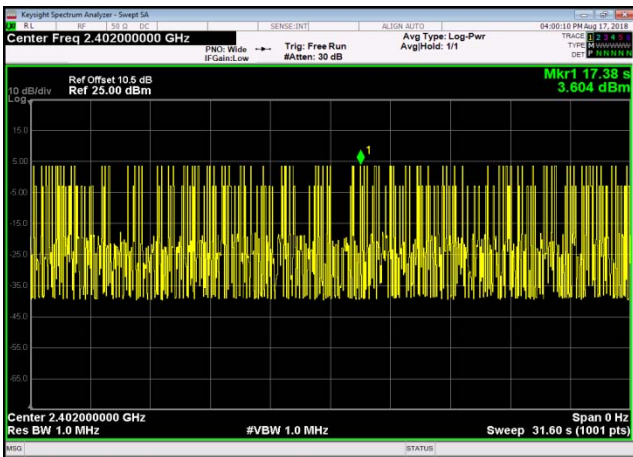 Keysight Spectrum Analyzer - Swept SA
RL RF 50 Ω DC SENSE:INT ALIGN AUTO 04:00:10 PM Aug 17, 2018
Center Freq 2.402000000 GHz
PNO: Wide
IFGain:Low
Trig: Free Run
#Atten: 30 dB
Avg Type: Log-Pwr
Avg|Hold: 1/1
TRACE 1 2 3 4 5 6
TYPE MWWWWW
DET P NNNNN
Ref Offset 10.5 dB
Ref 25.00 dBm
Mkr1 17.38 s
3.604 dBm
10 dB/div
Log
1
15.0
5.00
-5.00
-15.0
-25.0
-35.0
-45.0
-55.0
-65.0
Center 2.402000000 GHz
Span 0 Hz
Res BW 1.0 MHz
#VBW 1.0 MHz
Sweep 31.60 s (1001 pts)
MSG
STATUS